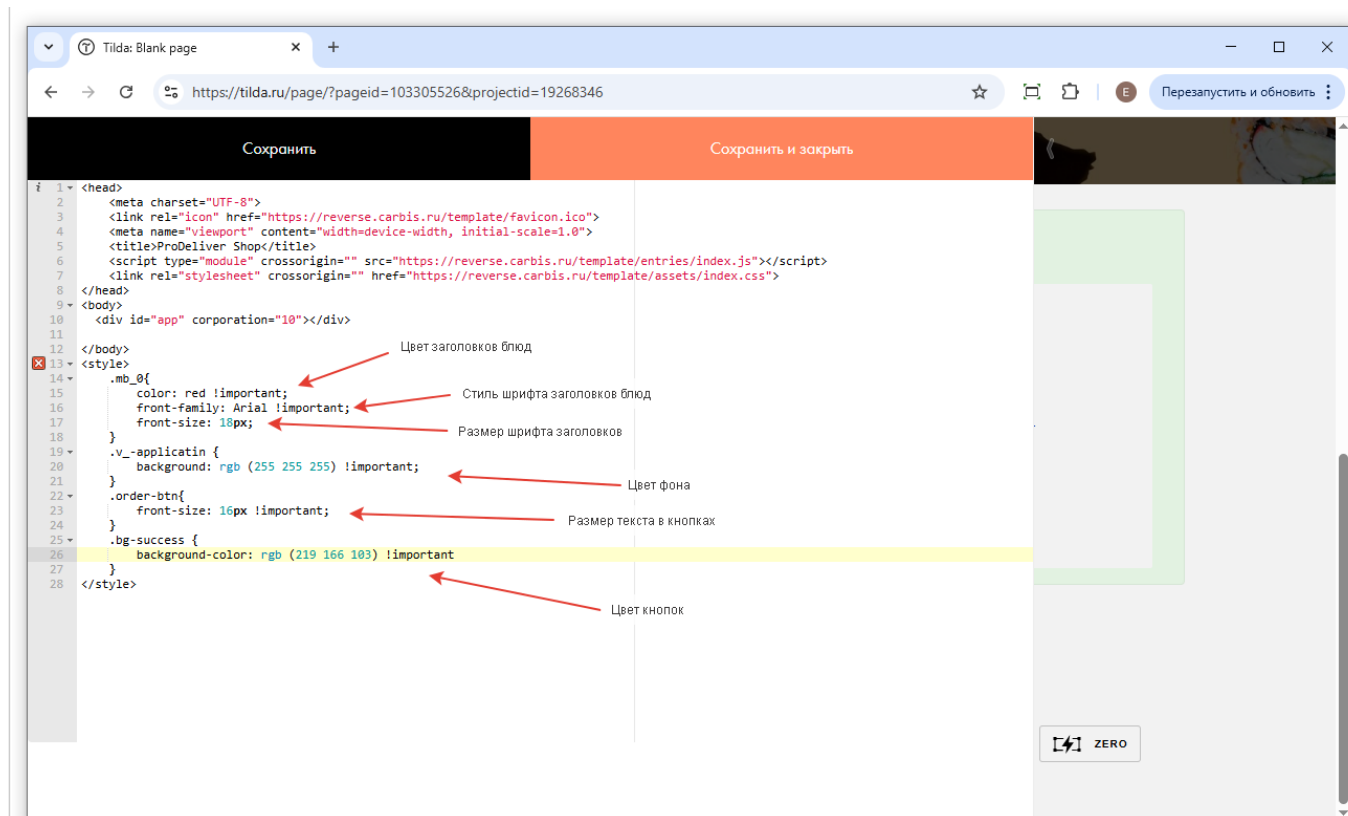 Tilda: Blank page
https://tilda.ru/page/?pageid=103305526&projectid=19268346
E
Перезапустить и обновить
Сохранить
Сохранить и закрыть
i 1 <head>
2 <meta charset="UTF-8">
3 <link rel="icon" href="https://reverse.carbis.ru/template/favicon.ico">
4 <meta name="viewport" content="width=device-width, initial-scale=1.0">
5 <title>ProDeliver Shop</title>
6 <script type="module" crossorigin="" src="https://reverse.carbis.ru/template/entries/index.js"></script>
7 <link rel="stylesheet" crossorigin="" href="https://reverse.carbis.ru/template/assets/index.css">
8 </head>
9 <body>
10 <div id="app" corporation="10"></div>
11
12 </body>
Цвет заголовков блюд
13 <style>
14 .mb_0{
15 color: red !important;
Стиль шрифта заголовков блюд
16 front-family: Arial !important;
17 front-size: 18px;
Размер шрифта заголовков
18 }
19 .v_-applicatin {
20 background: rgb (255 255 255) !important;
21 }
Цвет фона
22 .order-btn{
23 front-size: 16px !important;
Размер текста в кнопках
24 }
25 .bg-success {
26 background-color: rgb (219 166 103) !important
27 }
28 </style>
Цвет кнопок
ZERO